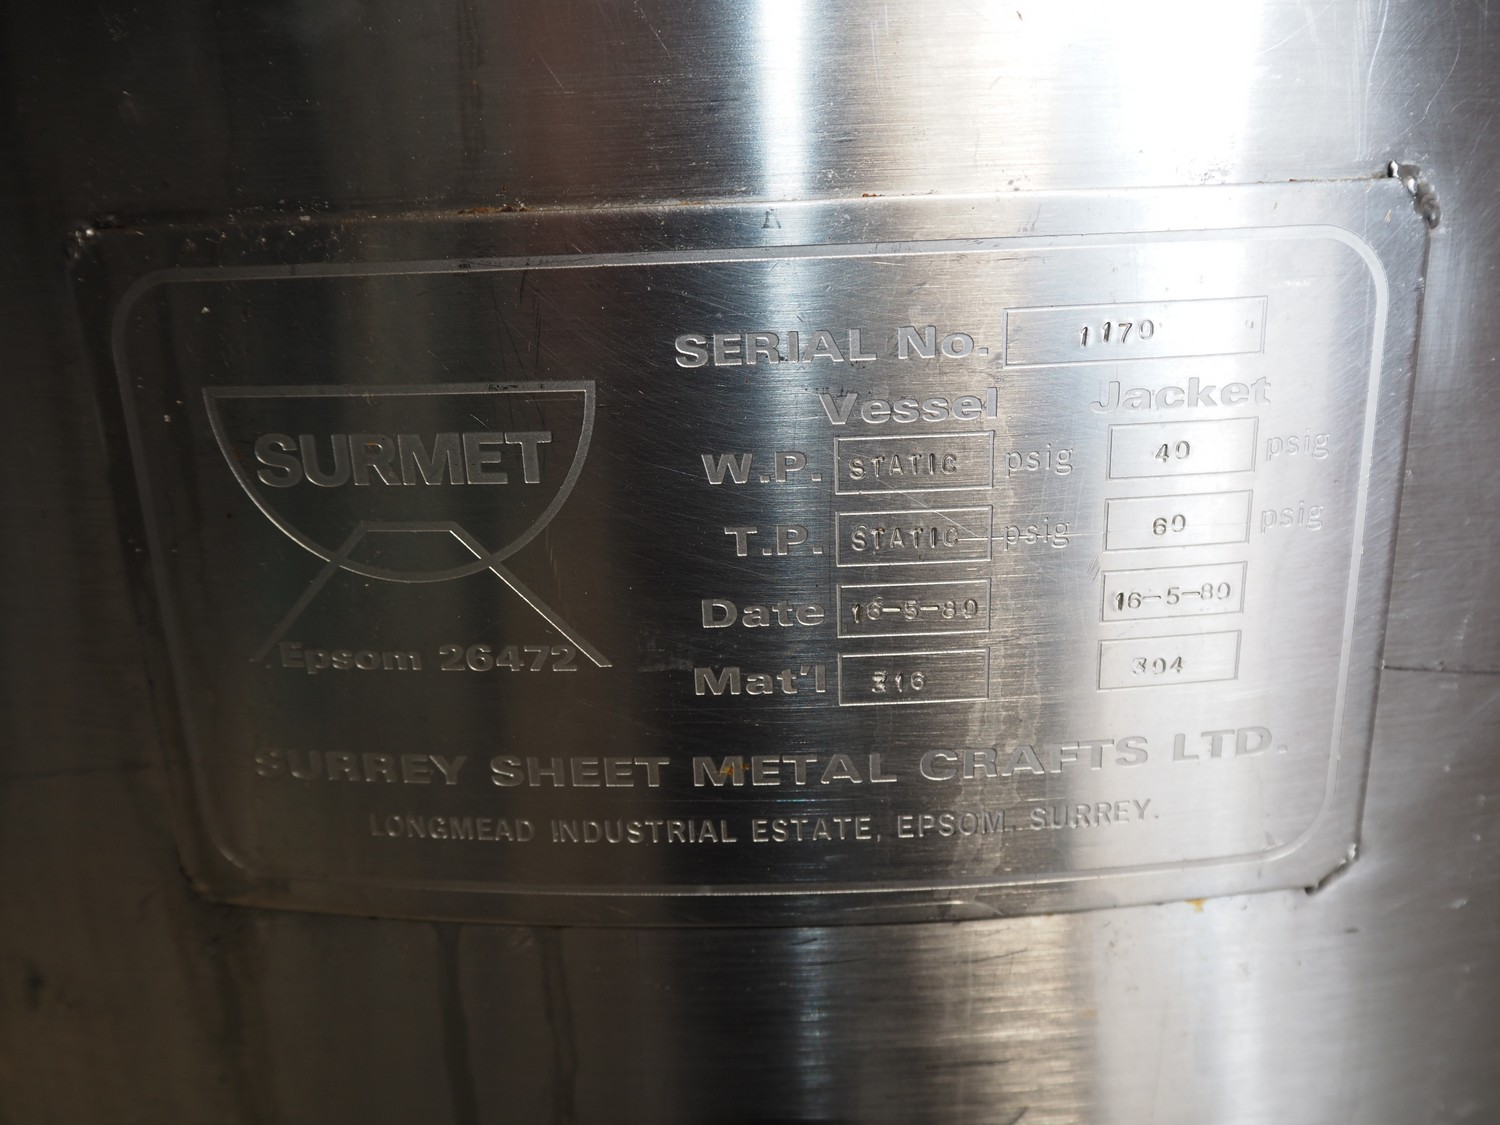 SERIAL No. 1170
Vessel Jacket
SURMET
W.P. STATIC psig 40 psig
T.P. STATIC psig 60 psig
Date 16-5-80 16-5-80
Epsom 26472
Mat'l 316 304
SURREY SHEET METAL CRAFTS LTD.
LONGMEAD INDUSTRIAL ESTATE, EPSOM, SURREY.